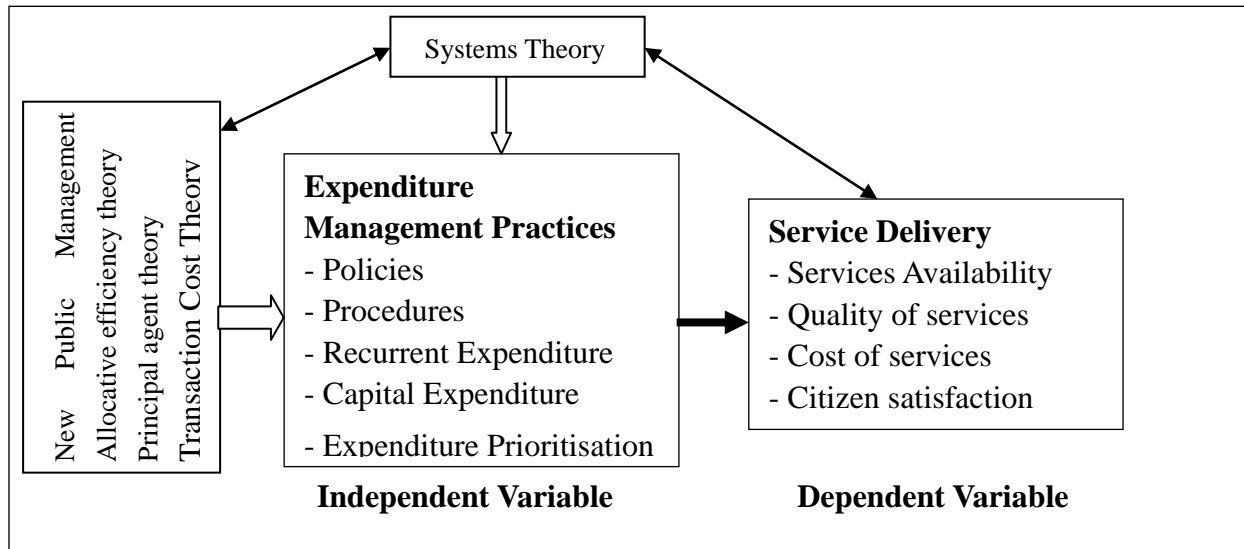 Systems Theory
New Public Management
Allocative efficiency theory
Principal agent theory
Transaction Cost Theory
Expenditure
Management Practices
- Policies
- Procedures
- Recurrent Expenditure
- Capital Expenditure
- Expenditure Prioritisation
Independent Variable
Service Delivery
- Services Availability
- Quality of services
- Cost of services
- Citizen satisfaction
Dependent Variable